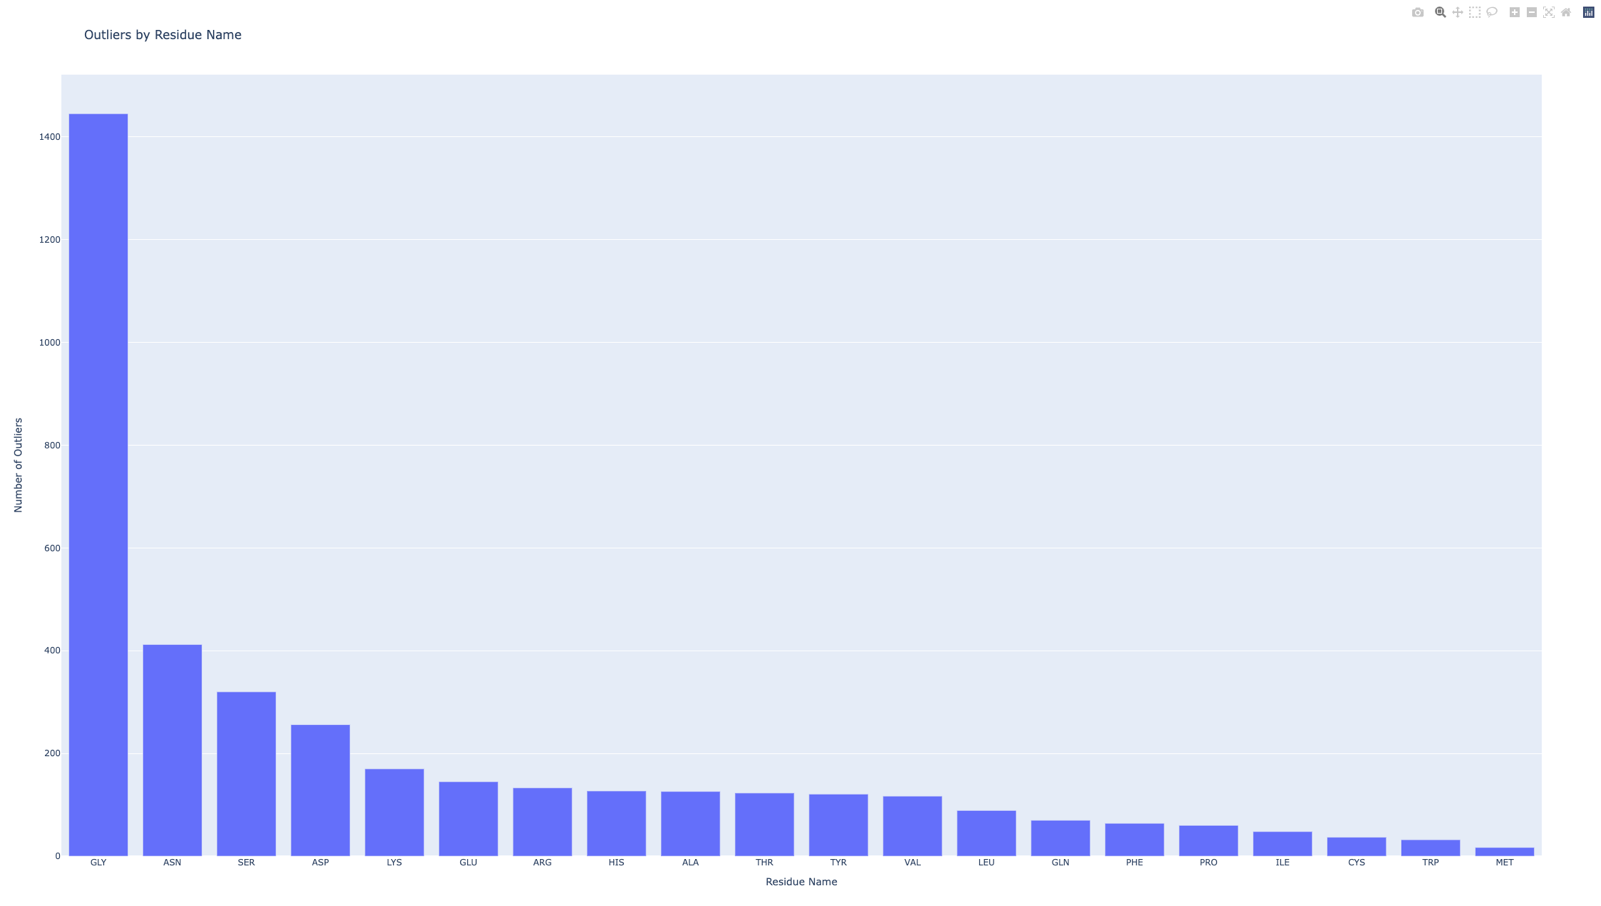 Outliers by Residue Name
1400
1200
1000
800
600
400
200
0
Number of Outliers
GLY ASN SER ASP LYS GLU ARG HIS ALA THR TYR VAL LEU GLN PHE PRO ILE CYS TRP MET
Residue Name